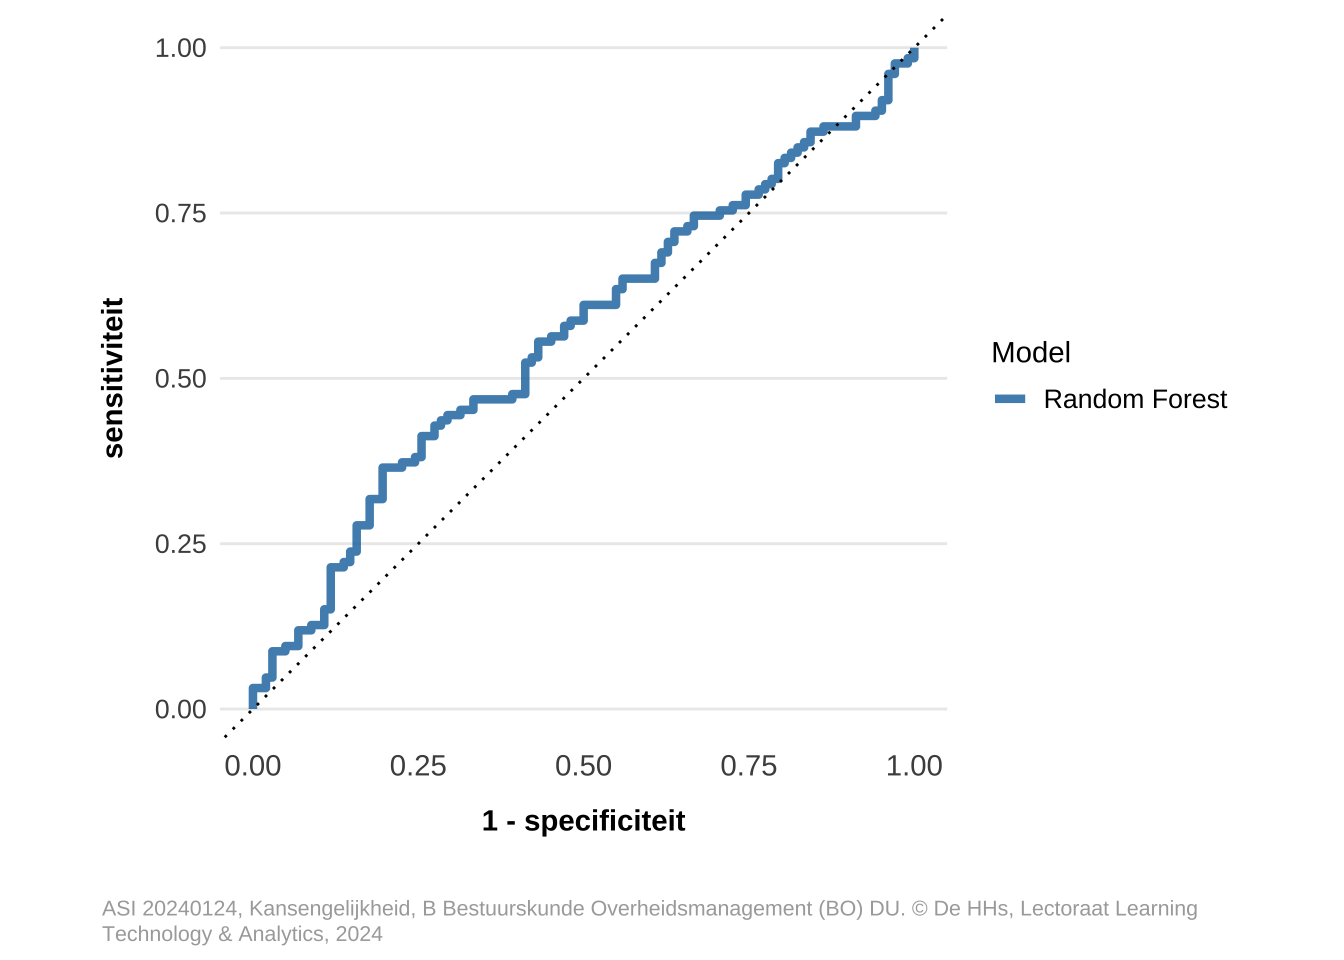 1.00
0.75
0.50
0.25
0.00
sensitiviteit
0.00 0.25 0.50 0.75 1.00
1 - specificiteit
Model
Random Forest
ASI 20240124, Kansengelijkheid, B Bestuurskunde Overheidsmanagement (BO) DU. © De HHs, Lectoraat Learning
Technology & Analytics, 2024